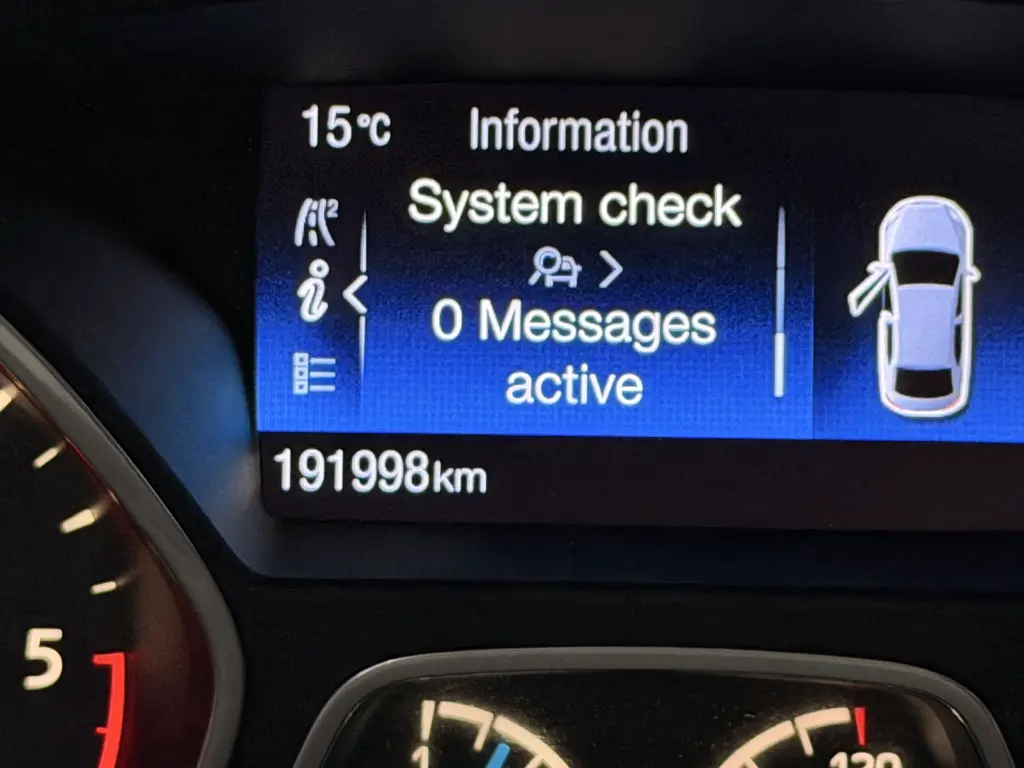 15°C Information
System check
0 Messages
active
191998km
5